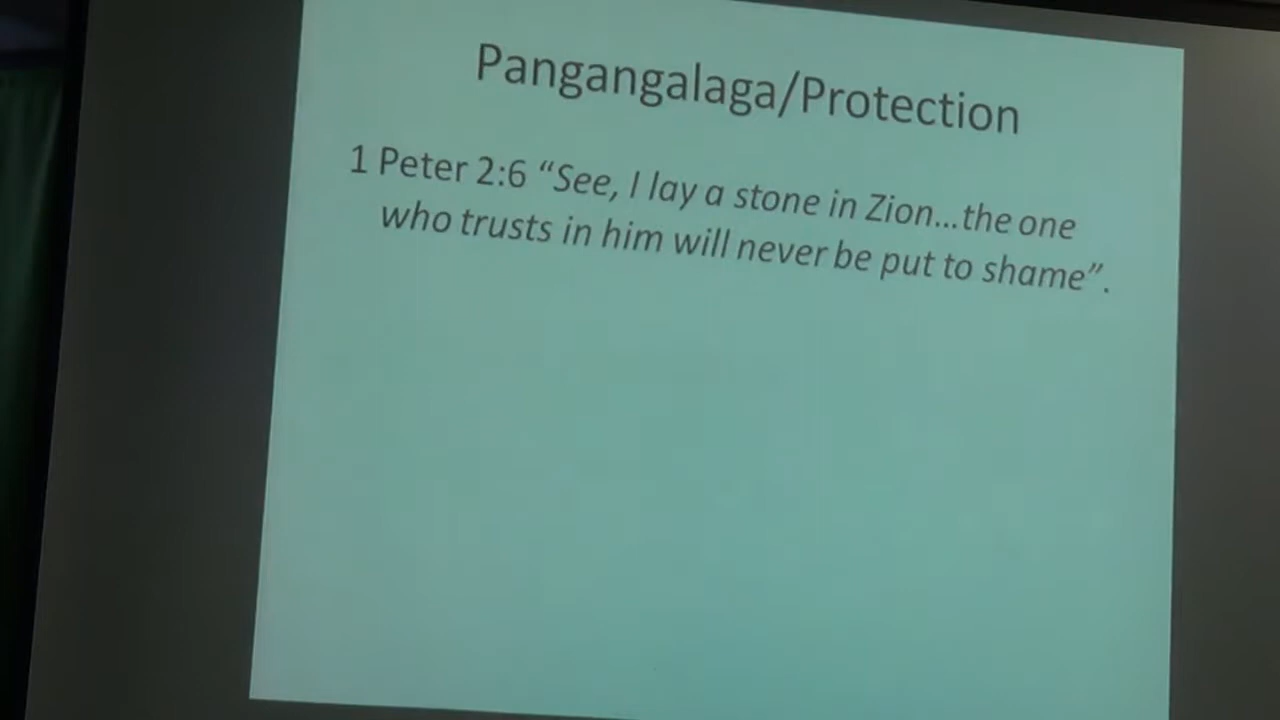 Pangangalaga/Protection
1 Peter 2:6 “See, I lay a stone in Zion...the one
who trusts in him will never be put to shame”.